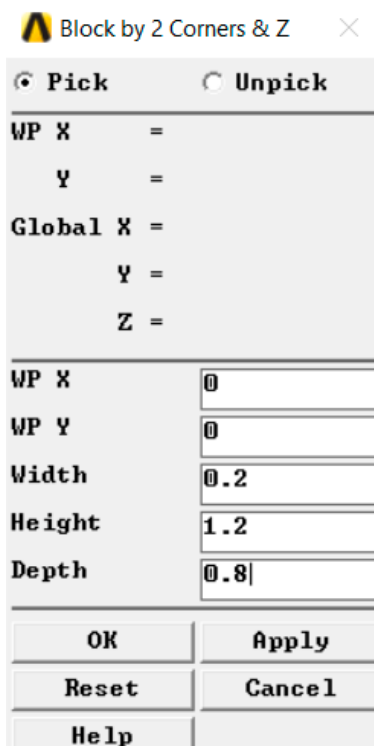 Block by 2 Corners & Z
Pick Unpick
WP X =
Y =
Global X =
Y =
Z =
WP X 0
WP Y 0
Width 0.2
Height 1.2
Depth 0.8
OK Apply
Reset Cancel
Help